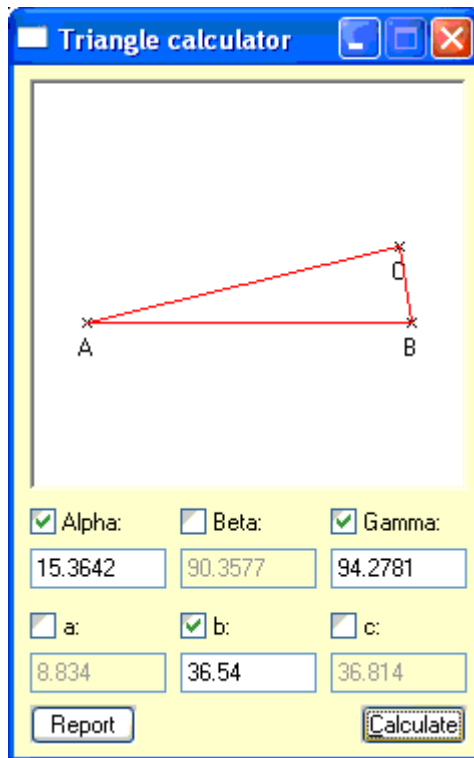 Triangle calculator
C
A B
Alpha: Beta: Gamma:
15.3642 90.3577 94.2781
a: b: c:
8.834 36.54 36.814
Report Calculate